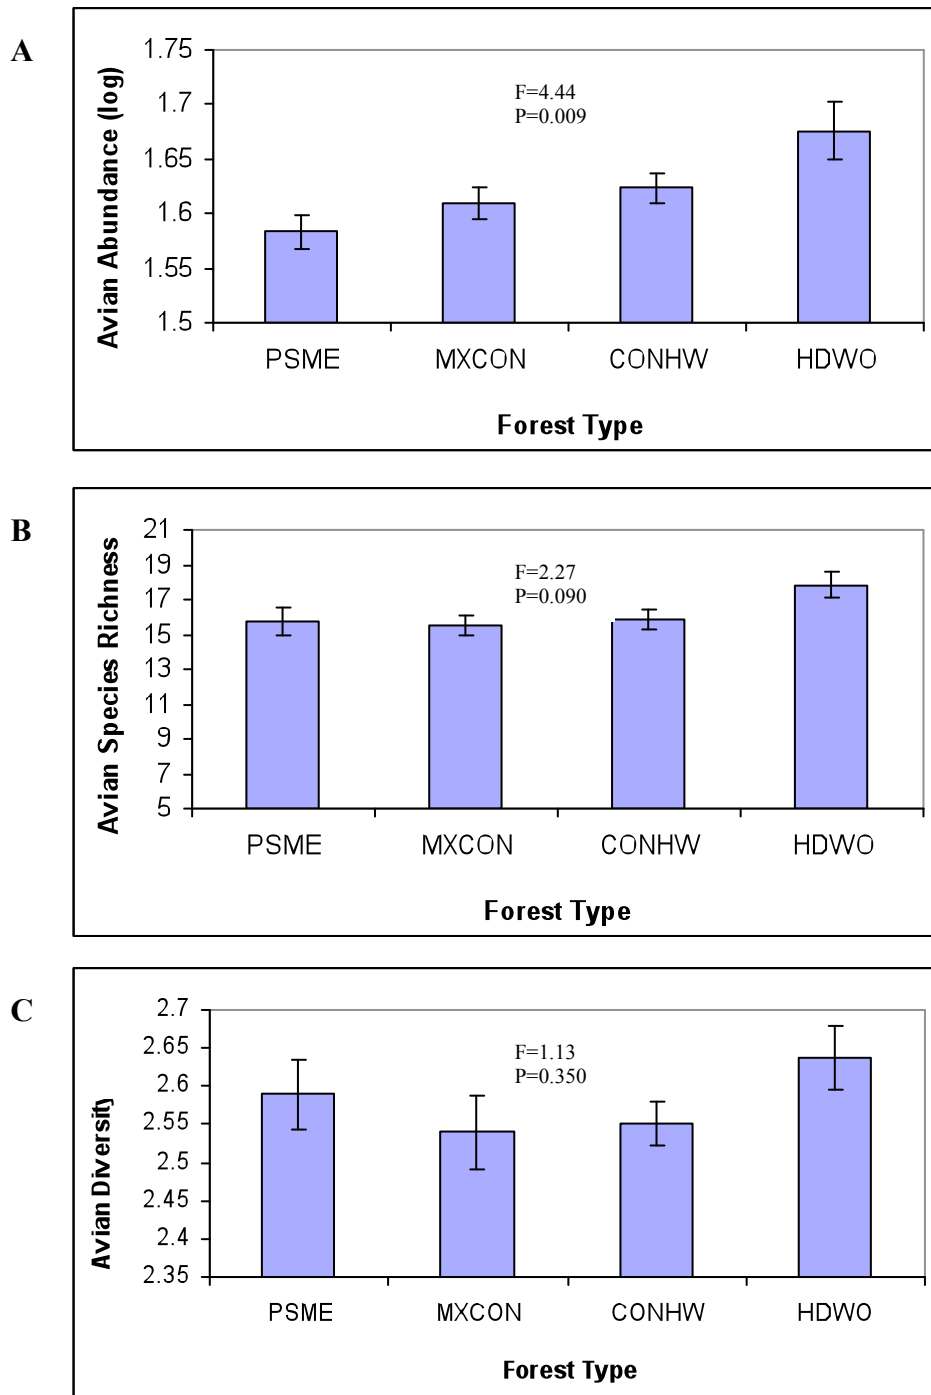 A
Avian Abundance (log)
1.75
1.7
1.65
1.6
1.55
1.5
F=4.44
P=0.009
PSME MXCON CONHW HDWO
Forest Type
B
Avian Species Richness
21
19
17
15
13
11
9
7
5
F=2.27
P=0.090
PSME MXCON CONHW HDWO
Forest Type
C
Avian Diversity
2.7
2.65
2.6
2.55
2.5
2.45
2.4
2.35
F=1.13
P=0.350
PSME MXCON CONHW HDWO
Forest Type